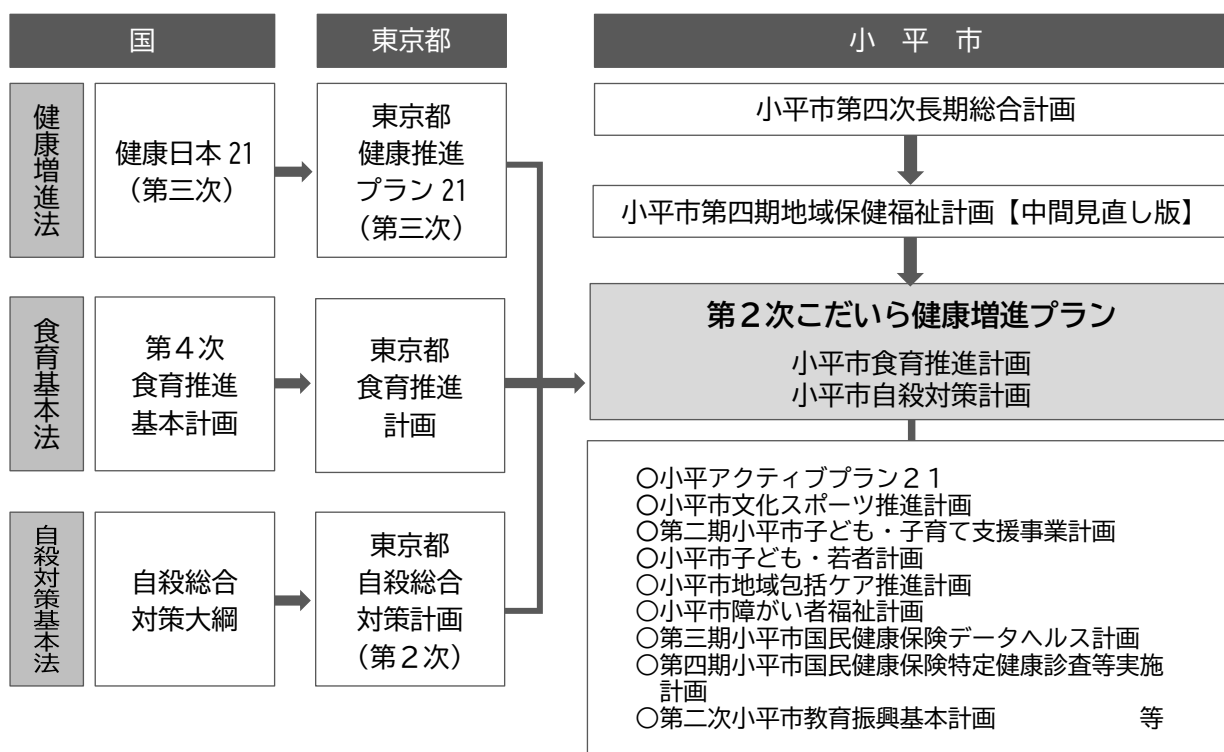 国
東京都
小平市
健康増進法
健康日本21
（第三次）
東京都
健康推進
プラン21
（第三次）
食育基本法
第４次
食育推進
基本計画
東京都
食育推進
計画
自殺対策基本法
自殺総合
対策大綱
東京都
自殺総合
対策計画
（第２次）
小平市第四次長期総合計画
小平市第四期地域保健福祉計画【中間見直し版】
第２次こだいら健康増進プラン
小平市食育推進計画
小平市自殺対策計画
○小平アクティブプラン２１
○小平市文化スポーツ推進計画
○第二期小平市子ども・子育て支援事業計画
○小平市子ども・若者計画
○小平市地域包括ケア推進計画
○小平市障がい者福祉計画
○第三期小平市国民健康保険データヘルス計画
○第四期小平市国民健康保険特定健康診査等実施
計画
○第二次小平市教育振興基本計画　等